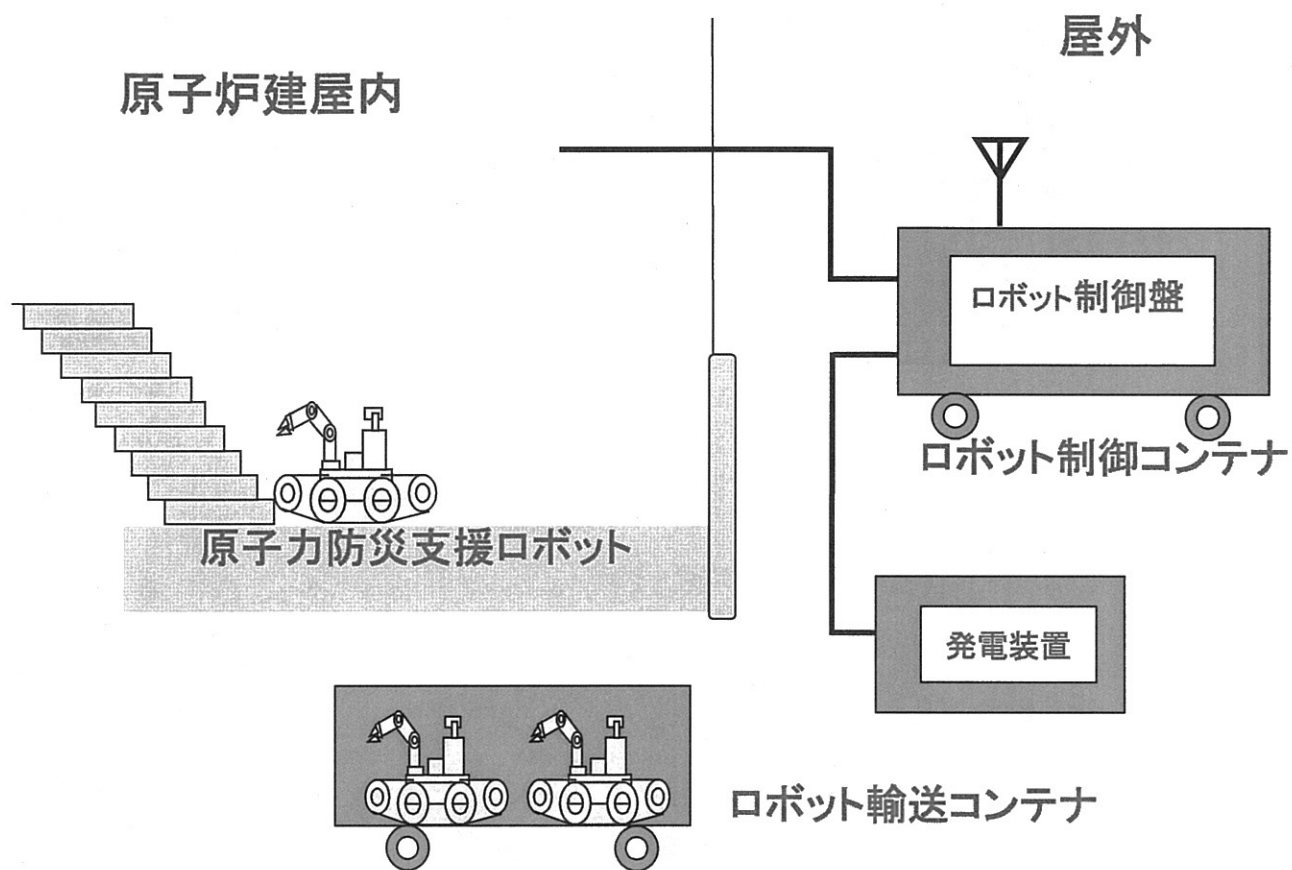 屋外
原子炉建屋内
ロボット制御盤
ロボット制御コンテナ
原子力防災支援ロボット
発電装置
ロボット輸送コンテナ